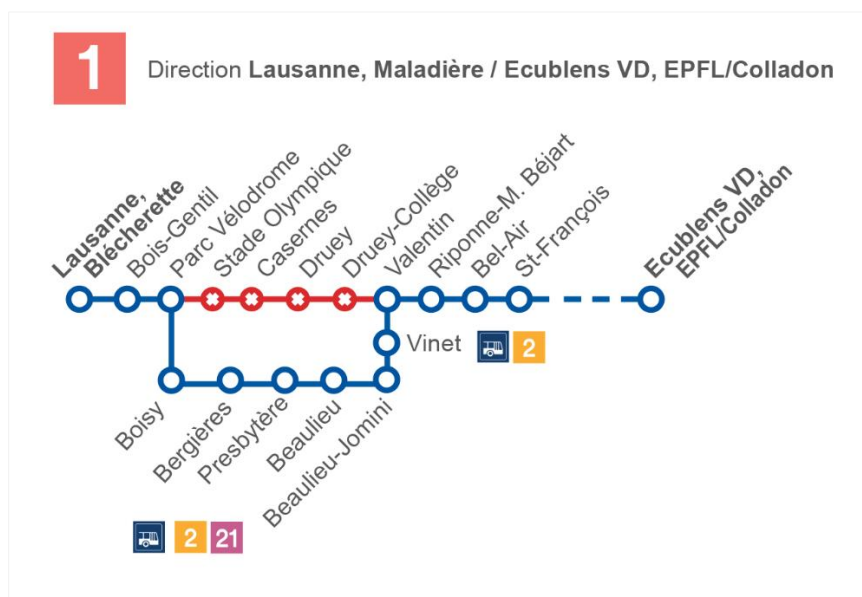 1
Direction Lausanne, Maladière / Ecublens VD, EPFL/Colladon
Lausanne,
Blécherette
Bois-Gentil
Parc Vélodrome
Stade Olympique
Casernes
Druey
Druey-Collège
Valentin
Riponne-M. Béjart
Bel-Air
St-François
Ecublens VD,
EPFL/Colladon
Vinet 2
Boisy
Bergières
Presbytère
Beaulieu
Beaulieu-Jomini
2 21